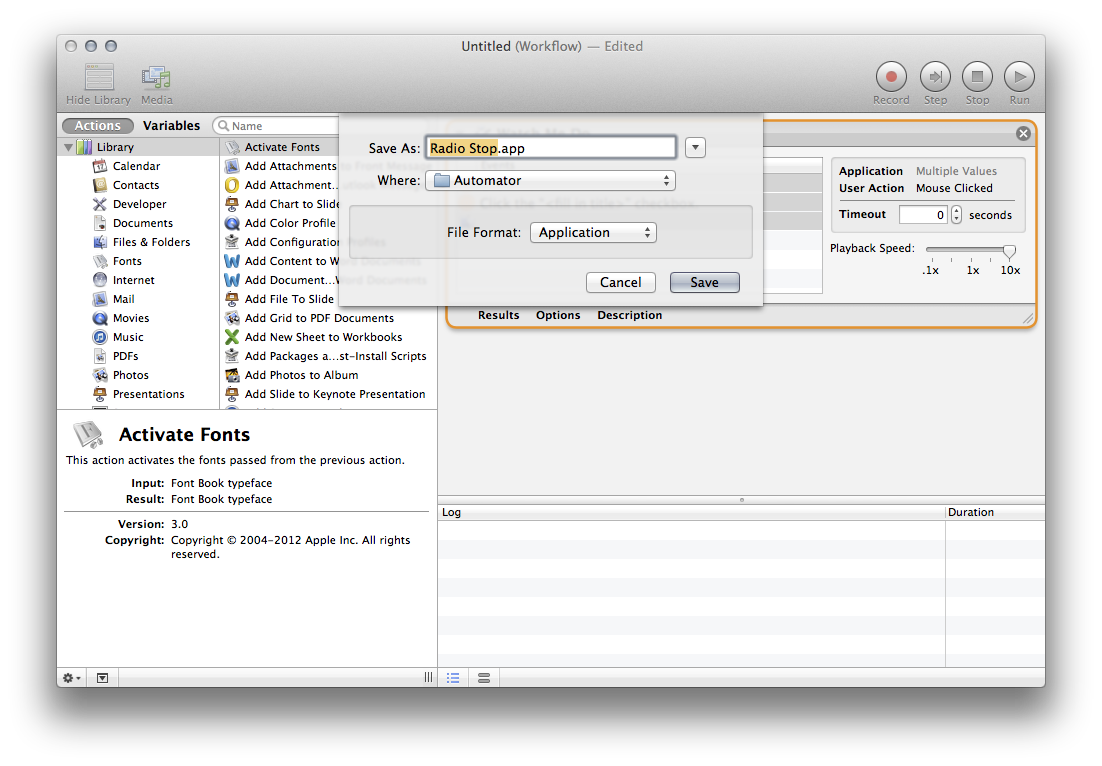 Untitled (Workflow) — Edited
Hide Library
Media
Record
Step
Stop
Run
Actions
Variables
Name
Library
Calendar
Contacts
Developer
Documents
Files & Folders
Fonts
Internet
Mail
Movies
Music
PDFs
Photos
Presentations
Activate Fonts
Add Attachments
Add Attachment...
Add Chart to Slide
Add Color Profile
Add Configuration
Add Content to W
Add Document...W
Add File To Slide
Add Grid to PDF Documents
Add New Sheet to Workbooks
Add Packages a...st-Install Scripts
Add Photos to Album
Add Slide to Keynote Presentation
Save As: Radio Stop.app
Where: Automator
File Format: Application
Cancel
Save
Application Multiple Values
User Action Mouse Clicked
Timeout 0 seconds
Playback Speed:
.1x 1x 10x
Results Options Description
Activate Fonts
This action activates the fonts passed from the previous action.
Input: Font Book typeface
Result: Font Book typeface
Version: 3.0
Copyright: Copyright © 2004-2012 Apple Inc. All rights
reserved.
Log
Duration